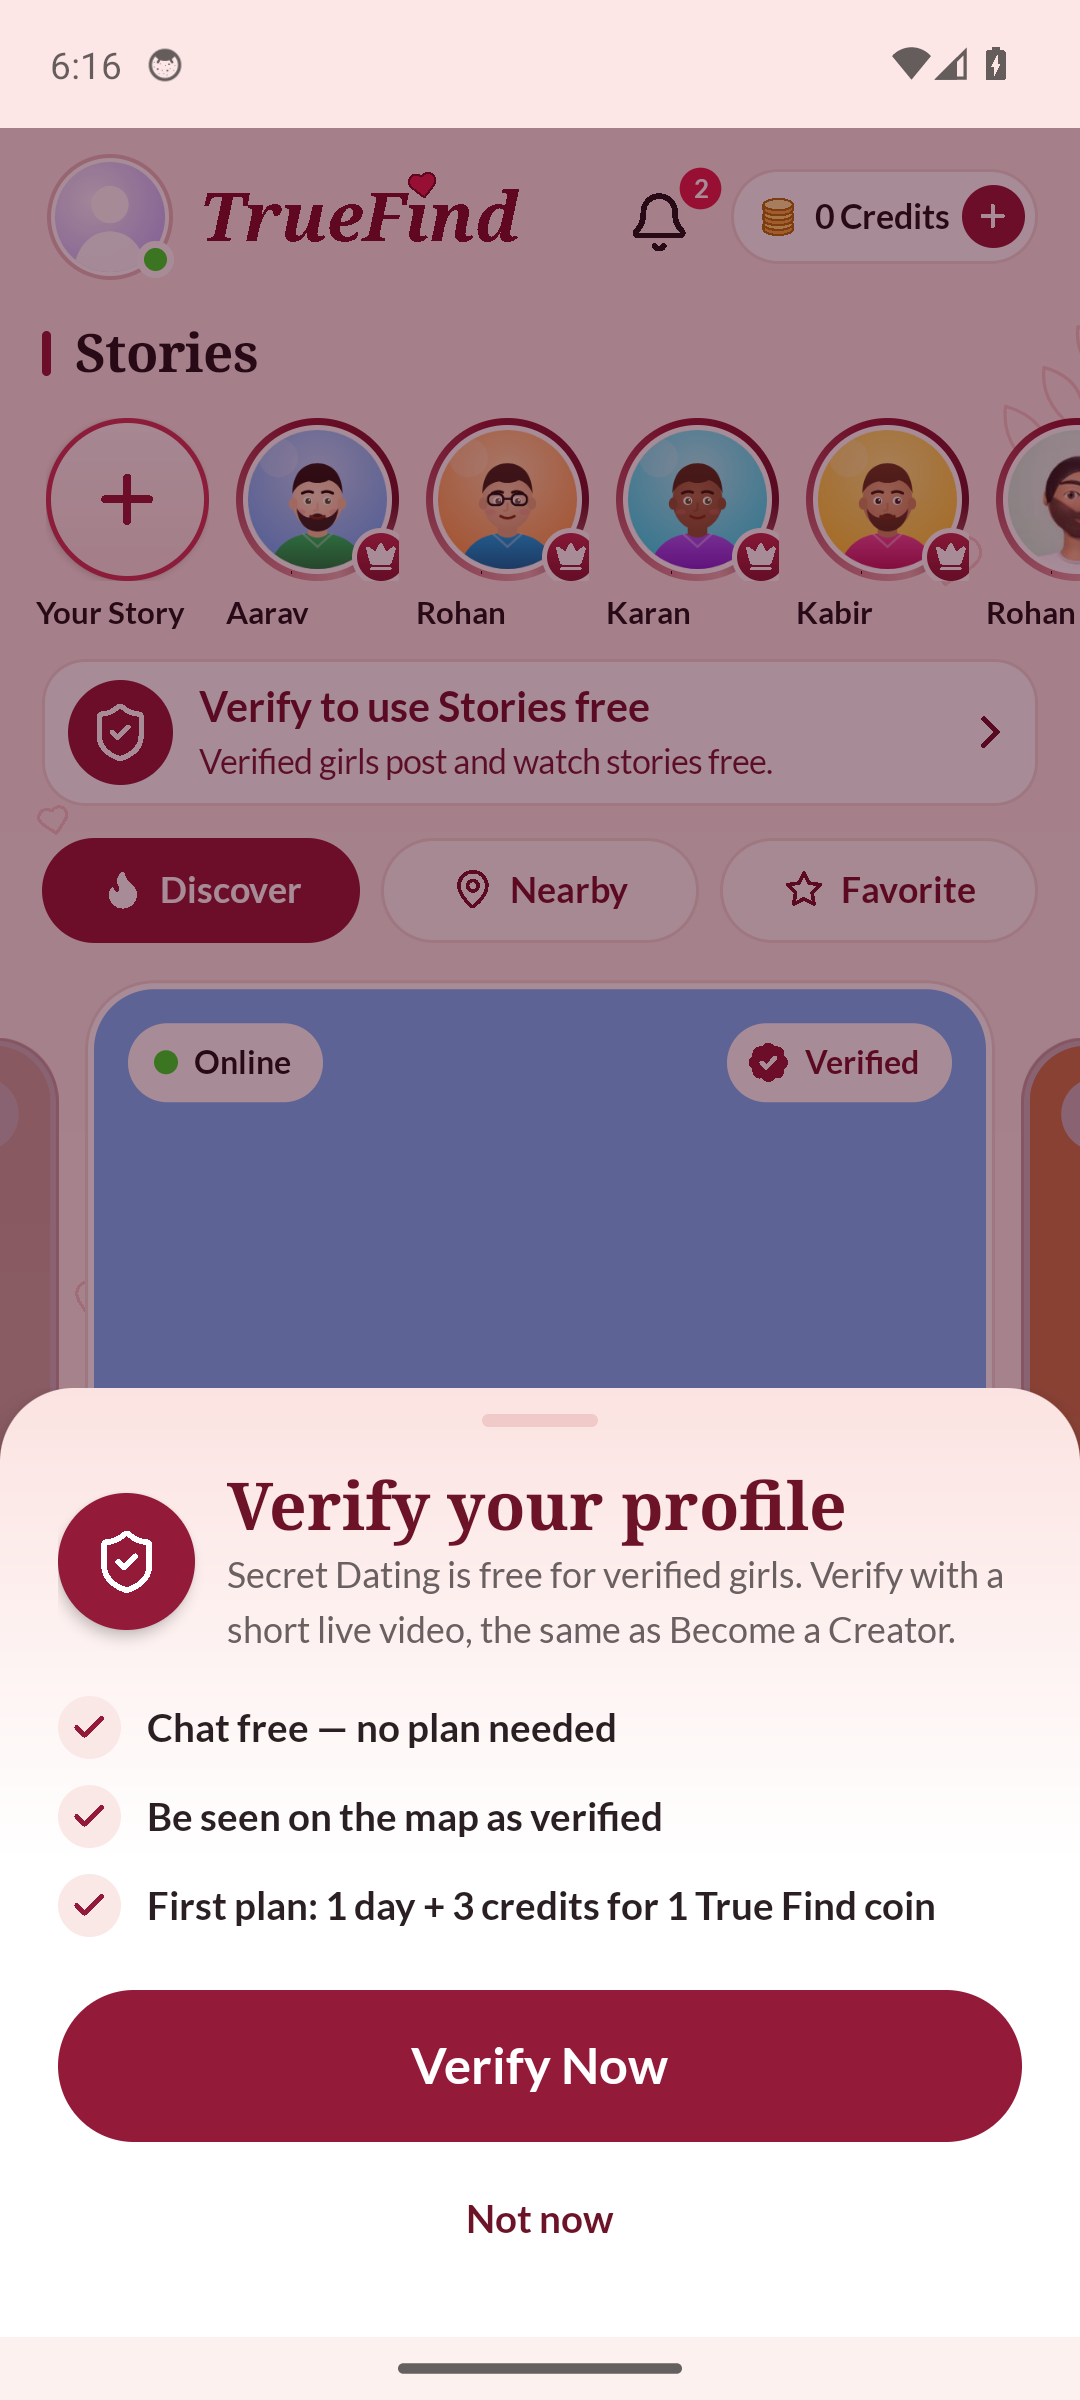 6:16
TrueFind
2
0 Credits
Stories
Your Story
Aarav
Rohan
Karan
Kabir
Rohan
Verify to use Stories free
Verified girls post and watch stories free.
Discover
Nearby
Favorite
Online
Verified
Verify your profile
Secret Dating is free for verified girls. Verify with a
short live video, the same as Become a Creator.
Chat free — no plan needed
Be seen on the map as verified
First plan: 1 day + 3 credits for 1 True Find coin
Verify Now
Not now